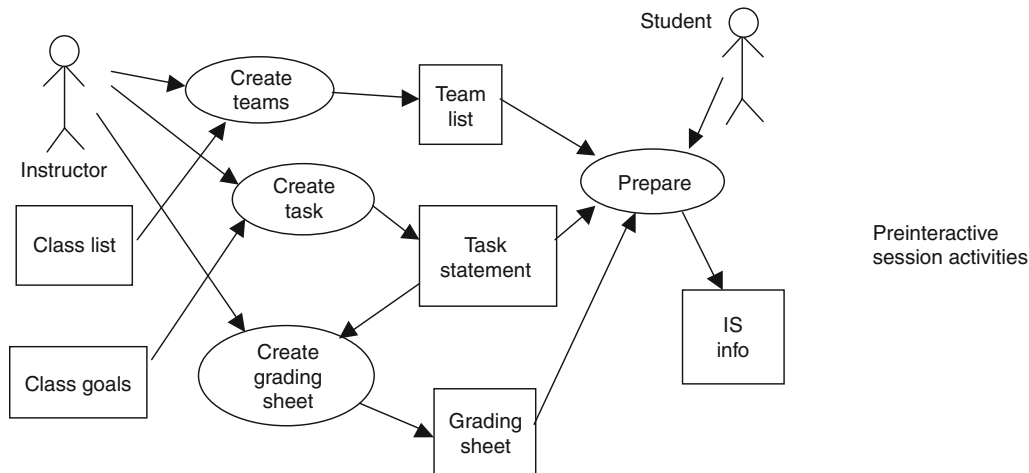 Student
Create
teams
Team
list
Instructor
Create
task
Prepare
Class list
Task
statement
Preinteractive
session activities
IS
info
Create
grading
sheet
Class goals
Grading
sheet